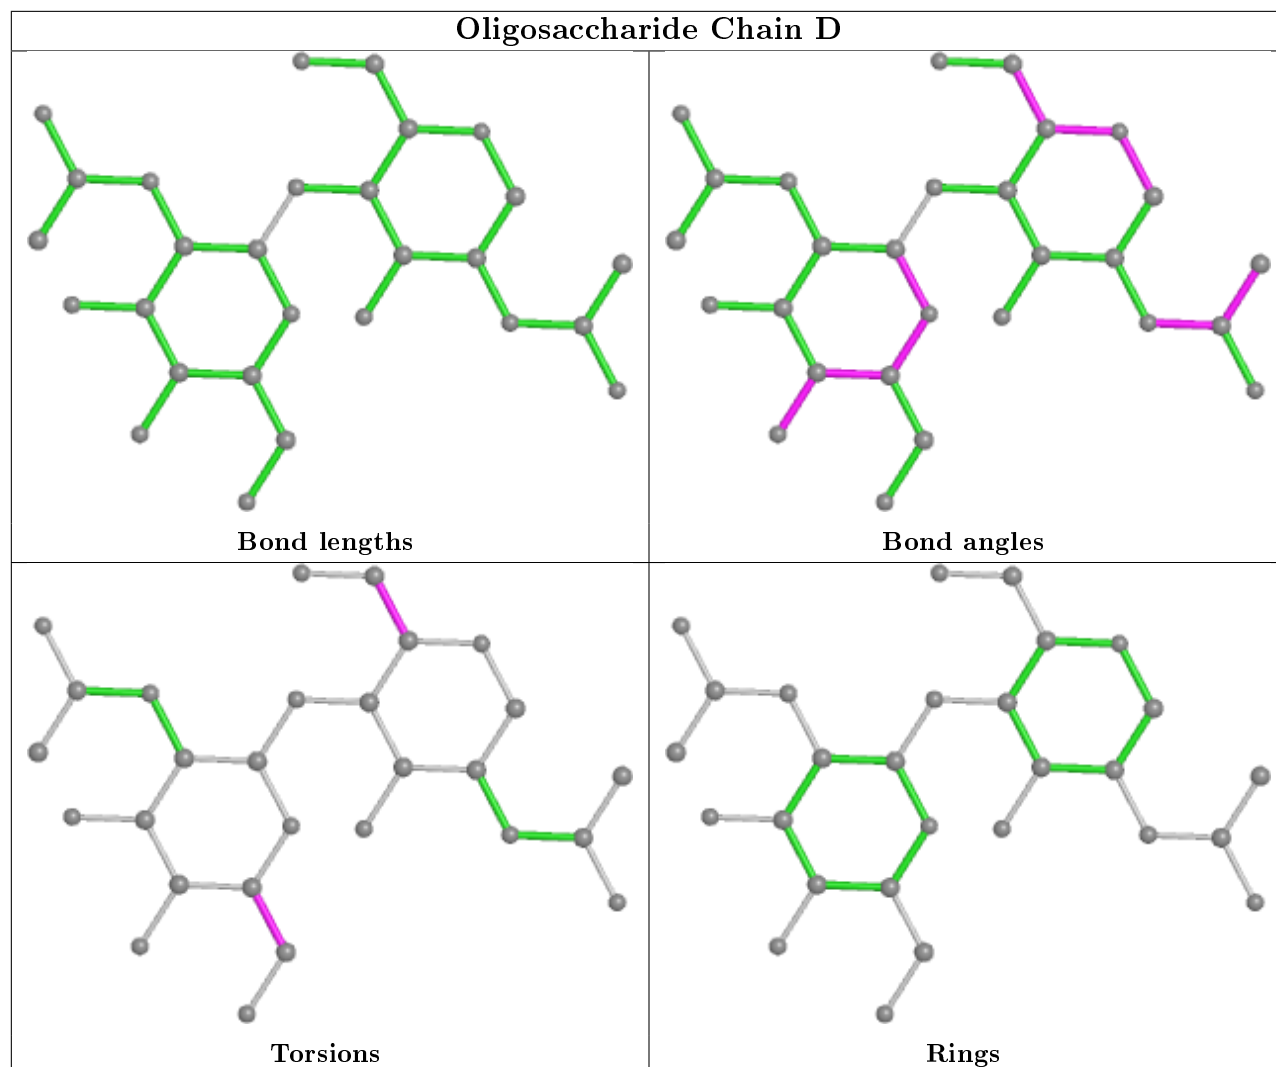 Oligosaccharide Chain D
Bond lengths
Bond angles
Torsions
Rings